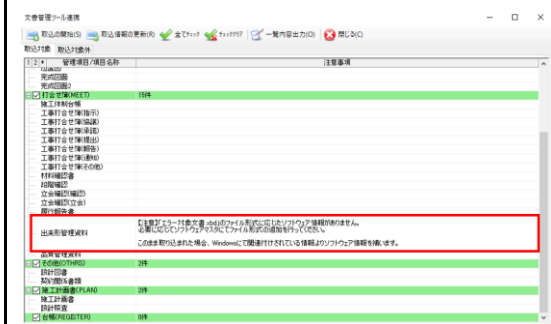 文書管理ツール連携
取込の開始(S) 取込情報の更新(R) 全てチェック チェッククリア 一覧内容出力(O) 閉じる(C)
取込対象 取込対象外
1 2 管理項目/項目名称 注意事項
完成図面
完成図面2
打合せ簿(MEET) 15件
施工体制台帳
工事打合せ簿(指示)
工事打合せ簿(協議)
工事打合せ簿(承諾)
工事打合せ簿(提出)
工事打合せ簿(報告)
工事打合せ簿(通知)
工事打合せ簿(その他)
材料確認書
段階確認
立会確認(確認)
立会確認(立会)
履行報告書
出来形管理資料
【注意】「エラー対象文書.xbd」のファイル形式に応じたソフトウェア情報がありません。
必要に応じてソフトウェアマスタにてファイル形式の追加を行ってください。
このまま取り込まれた場合、Windowsにて関連付けされている情報よりソフトウェア情報を補います。
品質管理資料
その他(OTHRS) 2件
設計図書
契約関係書類
施工計画書(PLAN) 2件
施工計画書
設計照査
台帳(REGISTER) 0件